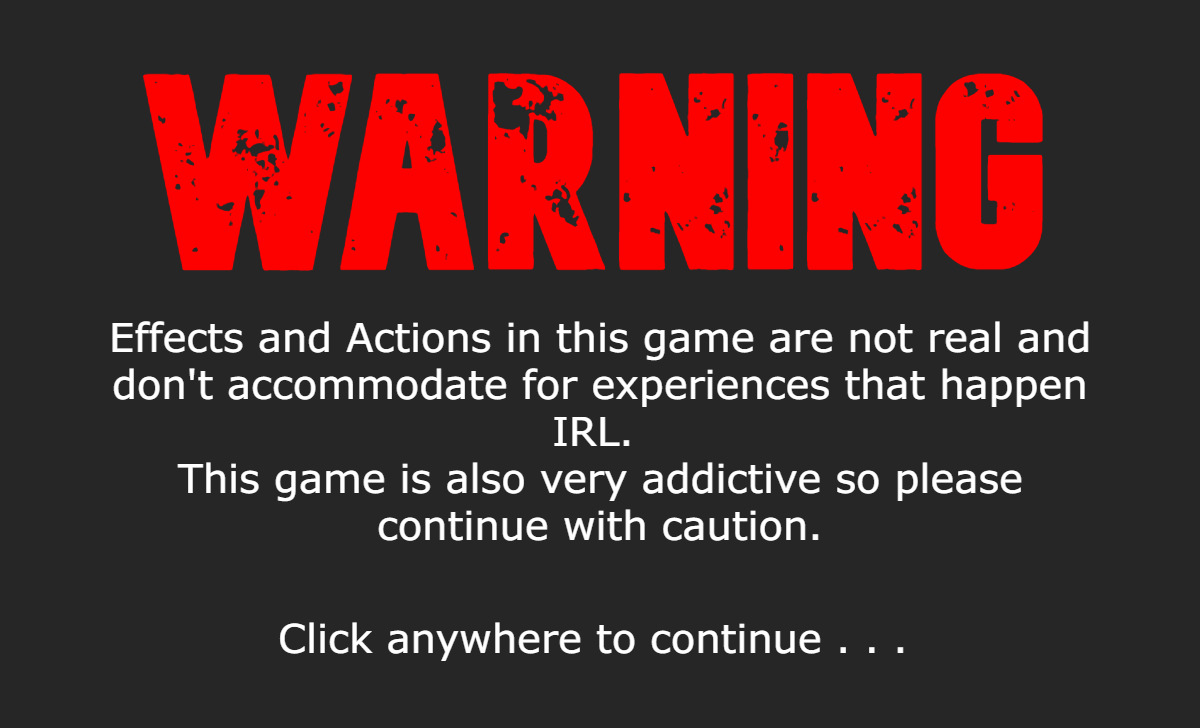 WARNING
Effects and Actions in this game are not real and
don't accommodate for experiences that happen
IRL.
This game is also very addictive so please
continue with caution.
Click anywhere to continue . . .